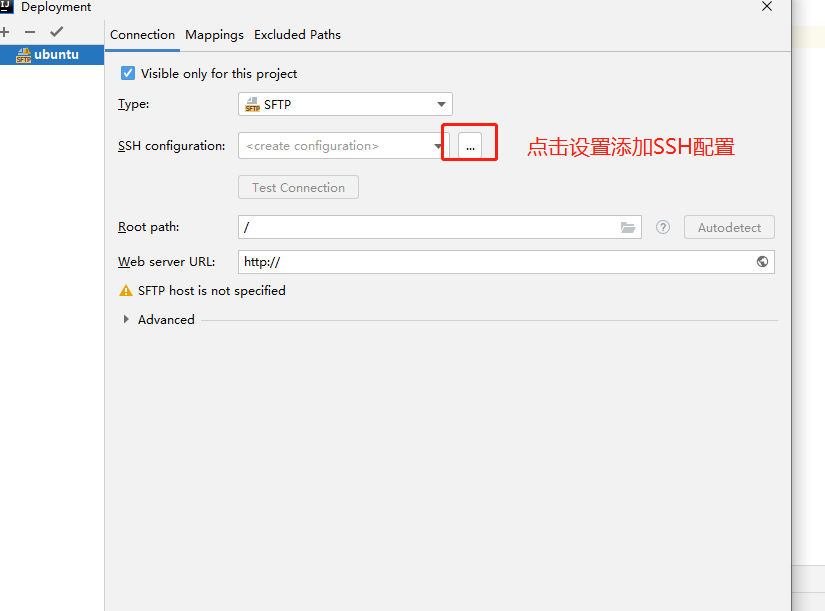 Deployment
ubuntu
Connection Mappings Excluded Paths
Visible only for this project
Type: SFTP
SSH configuration: <create configuration> ... 点击设置添加SSH配置
Test Connection
Root path: / ? Autodetect
Web server URL: http://
SFTP host is not specified
Advanced